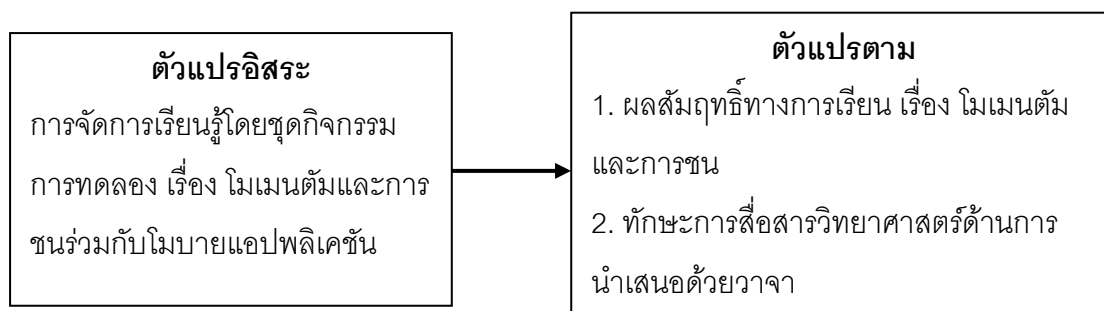 ตัวแปรอิสระ
การจัดการเรียนรู้โดยชุดกิจกรรม
การทดลอง เรื่อง โมเมนตัมและการ
ชนร่วมกับโมบายแอปพลิเคชัน
ตัวแปรตาม
1. ผลสัมฤทธิ์ทางการเรียน เรื่อง โมเมนตัม
และการชน
2. ทักษะการสื่อสารวิทยาศาสตร์ด้านการ
นำเสนอด้วยวาจา